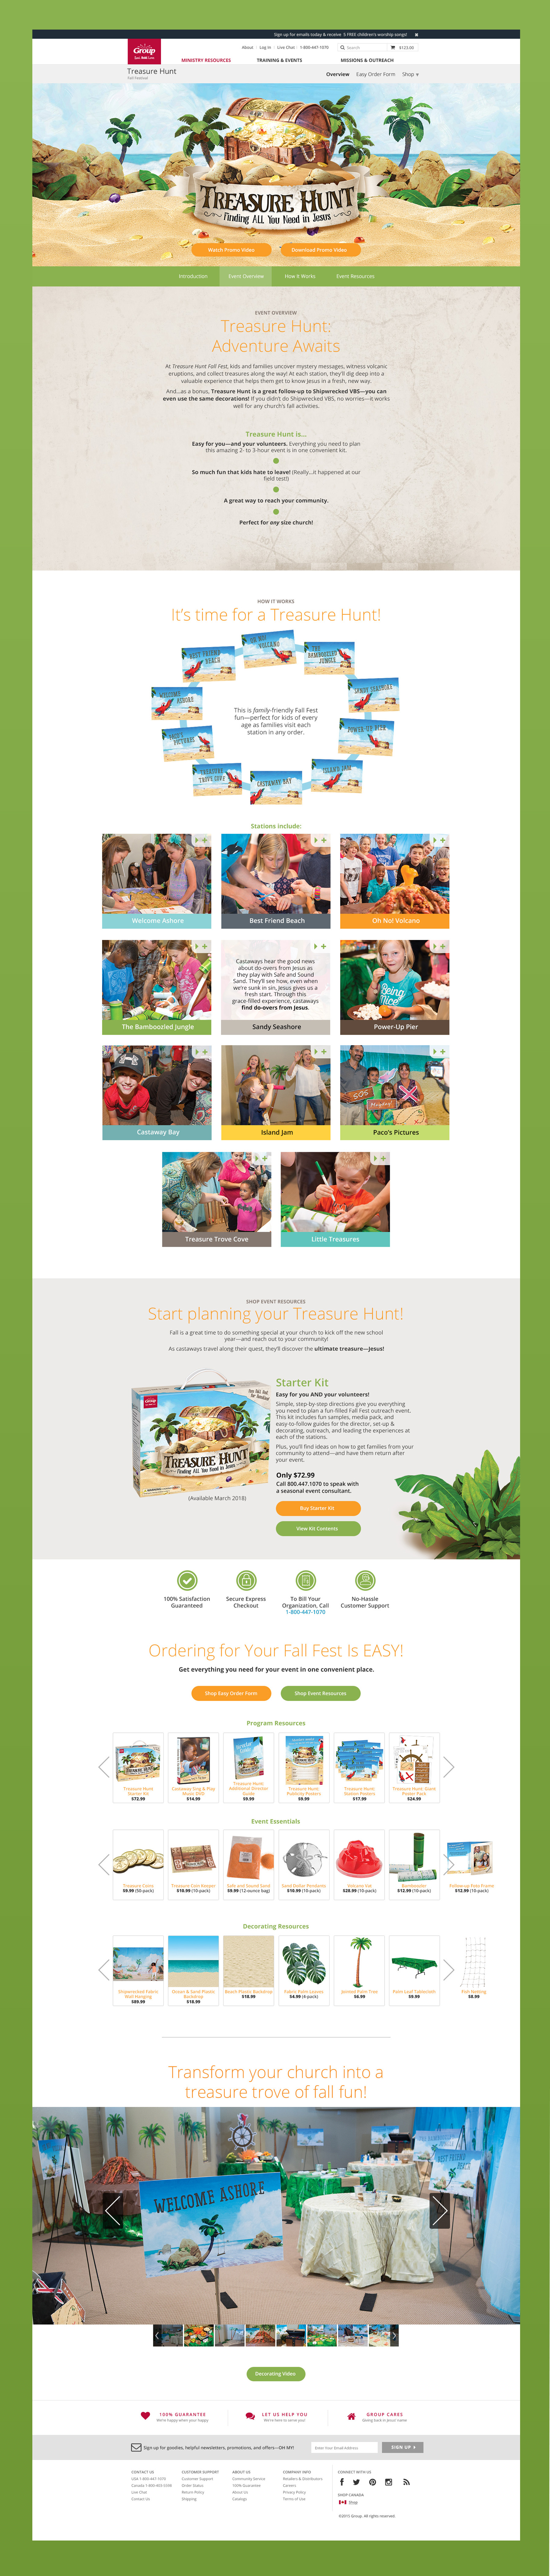 Sign up for emails today & receive 5 FREE children's worship songs!
Group
About
Log in
Live Chat
1-800-447-1070
Search
$123.00
MINISTRY RESOURCES
TRAINING & EVENTS
MISSIONS & OUTREACH
Treasure Hunt
Fall Festival
Overview
Easy Order Form
Shop
TREASURE HUNT
Finding All You Need in Jesus
Watch Promo Video
Download Promo Video
Introduction
Event Overview
How It Works
Event Resources
EVENT OVERVIEW
Treasure Hunt:
Adventure Awaits
At Treasure Hunt Fall Fest, kids and families uncover mystery messages, witness volcanic
eruptions, and collect treasures along the way! At each station, they'll dig deep into a
valuable experience that helps them get to know Jesus in a fresh, new way.
And...as a bonus, Treasure Hunt is a great follow-up to Shipwrecked VBS—you can
even use the same decorations! If you didn't do Shipwrecked VBS, no worries—it works
well for any church's fall activities.
Treasure Hunt is...
Easy for you—and your volunteers. Everything you need to plan
this amazing 2- to 3-hour event is in one convenient kit.
So much fun that kids hate to leave! (Really...it happened at our
field test!)
A great way to reach your community.
Perfect for any size church!
HOW IT WORKS
It's time for a Treasure Hunt!
OH NO! VOLCANO
THE BAMBOOZLED JUNGLE
BEST FRIEND BEACH
SANDY SEASHORE
WELCOME ASHORE
POWER-UP PIER
PACO'S PICTURES
ISLAND JAM
TREASURE TROVE COVE
CASTAWAY BAY
This is family-friendly Fall Fest
fun—perfect for kids of every
age as families visit each
station in any order.
Stations include:
Welcome Ashore
Best Friend Beach
Oh No! Volcano
The Bamboozled Jungle
Castaways hear the good news
about do-overs from Jesus as
they play with Safe and Sound
Sand. They'll see how, even when
we're sunk in sin, Jesus gives us a
fresh start. Through this
grace-filled experience, castaways
find do-overs from Jesus.
Sandy Seashore
Being Nice
Power-Up Pier
Castaway Bay
Island Jam
SOS
Paco's Pictures
Treasure Trove Cove
Little Treasures
SHOP EVENT RESOURCES
Start planning your Treasure Hunt!
Fall is a great time to do something special at your church to kick off the new school
year—and reach out to your community!
As castaways travel along their quest, they'll discover the ultimate treasure—Jesus!
Group
TREASURE HUNT
Finding All You Need in Jesus
(Available March 2018)
Starter Kit
Easy for you AND your volunteers!
Simple, step-by-step directions give you everything
you need to plan a fun-filled Fall Fest outreach event.
This kit includes fun samples, media pack, and
easy-to-follow guides for the director, set-up &
decorating, outreach, and leading the experiences at
each of the stations.
Plus, you'll find ideas on how to get families from your
community to attend—and have them return after
your event.
Only $72.99
Call 800.447.1070 to speak with
a seasonal event consultant.
Buy Starter Kit
View Kit Contents
100% Satisfaction
Guaranteed
Secure Express
Checkout
To Bill Your
Organization, Call
1-800-447-1070
No-Hassle
Customer Support
Ordering for Your Fall Fest Is EASY!
Get everything you need for your event in one convenient place.
Shop Easy Order Form
Shop Event Resources
Program Resources
Treasure Hunt
Starter Kit
$72.99
Castaway Sing & Play
Music DVD
$14.99
Treasure Hunt:
Additional Director
Guide
$9.99
Treasure Hunt
Publicity Posters
$9.99
Treasure Hunt
Station Posters
$17.99
Treasure Hunt: Giant
Poster Pack
$24.99
Event Essentials
Treasure Coins
$9.99 (50-pack)
Treasure Coin Keeper
$10.99 (10-pack)
Safe and Sound Sand
$9.99 (12-ounce bag)
Sand Dollar Pendants
$10.99 (10-pack)
Volcano Eat
$20.99 (10-pack)
Bamboozler
$12.99 (10-pack)
Follow-up Foto Frame
$12.99 (10-pack)
Decorating Resources
Shipwrecked Fabric
Wall Hanging
$89.99
Ocean & Sand Plastic
Backdrop
$18.99
Beach Plastic Backdrop
$18.99
Fabric Palm Leaves
$4.99 (4-pack)
Jointed Palm Tree
$6.99
Palm Leaf Tablecloth
$9.99
Fish Netting
$8.99
Transform your church into a
treasure trove of fall fun!
WELCOME ASHORE
BEST FRIEND BEACH
Decorating Video
100% GUARANTEE
We're happy when your happy
LET US HELP YOU
We're here to serve you!
GROUP CARES
Giving back in Jesus' name
Sign up for goodies, helpful newsletters, promotions, and offers—OH MY!
Enter Your Email Address
SIGN UP
CONTACT US
USA 1-800-447-1070
Live Chat
Contact Us
CUSTOMER SUPPORT
Customer Support
Order Status
Return Policy
Shipping
ABOUT US
Community Service
100% Guarantee
About Us
Catalogs
COMPANY INFO
Retailers & Distributors
Careers
Privacy Policy
Terms of Use
CONNECT WITH US
SHOP CANADA
Shop
©2015 Group. All rights reserved.